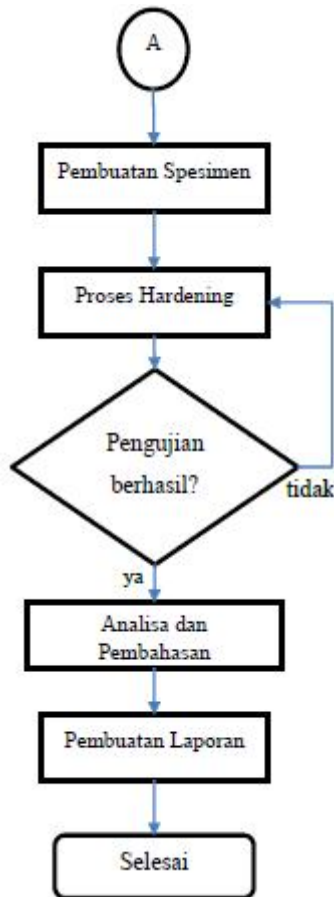 A
Pembuatan Spesimen
Proses Hardening
Pengujian
berhasil?
tidak
ya
Analisa dan
Pembahasan
Pembuatan Laporan
Selesai